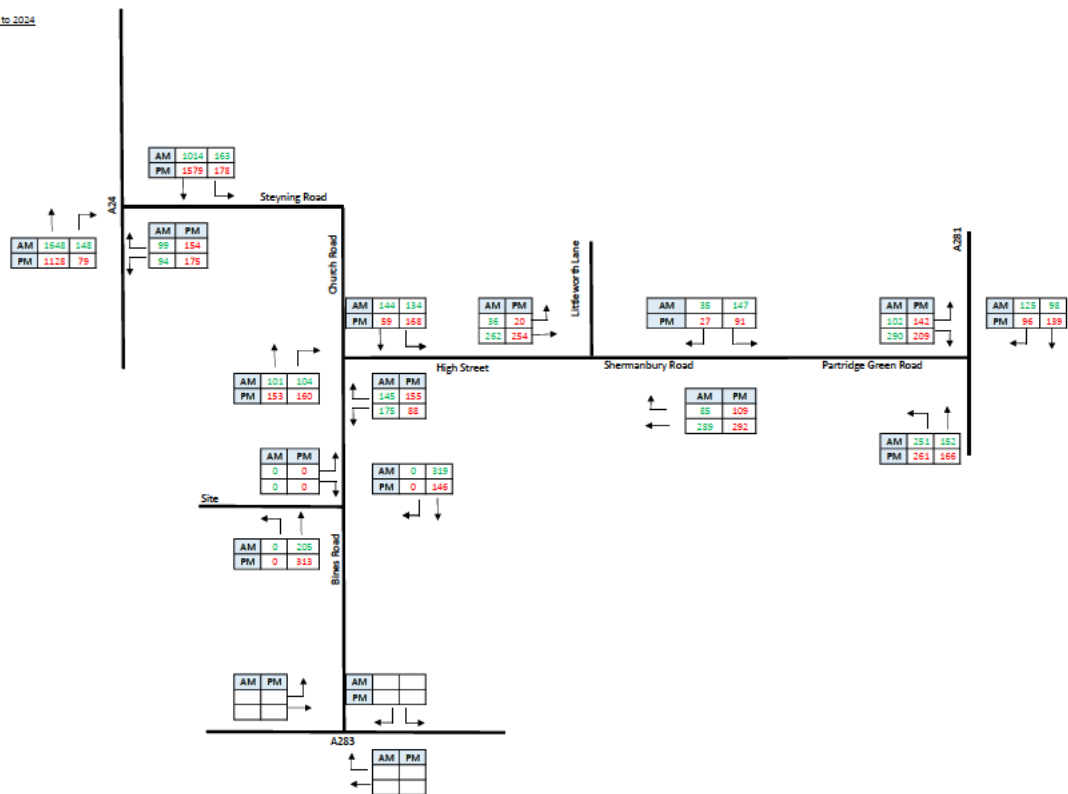 to 2024
AM 1014 163
PM 1579 178
Steyning Road
A24
AM PM
99 154
94 175
AM 1648 148
PM 1128 79
Church Road
Littleworth Lane
A281
AM 144 134
PM 59 168
AM PM
36 20
262 254
AM 35 147
PM 27 91
AM PM
102 142
290 209
AM 125 98
PM 96 139
High Street
Shermanbury Road
Partridge Green Road
AM 101 104
PM 153 160
AM PM
145 155
175 88
AM PM
85 109
289 292
AM 251 152
PM 261 166
AM PM
0 0
0 0
AM 0 319
PM 0 146
Site
AM 0 205
PM 0 313
Bines Road
AM PM
AM
PM
A283
AM PM